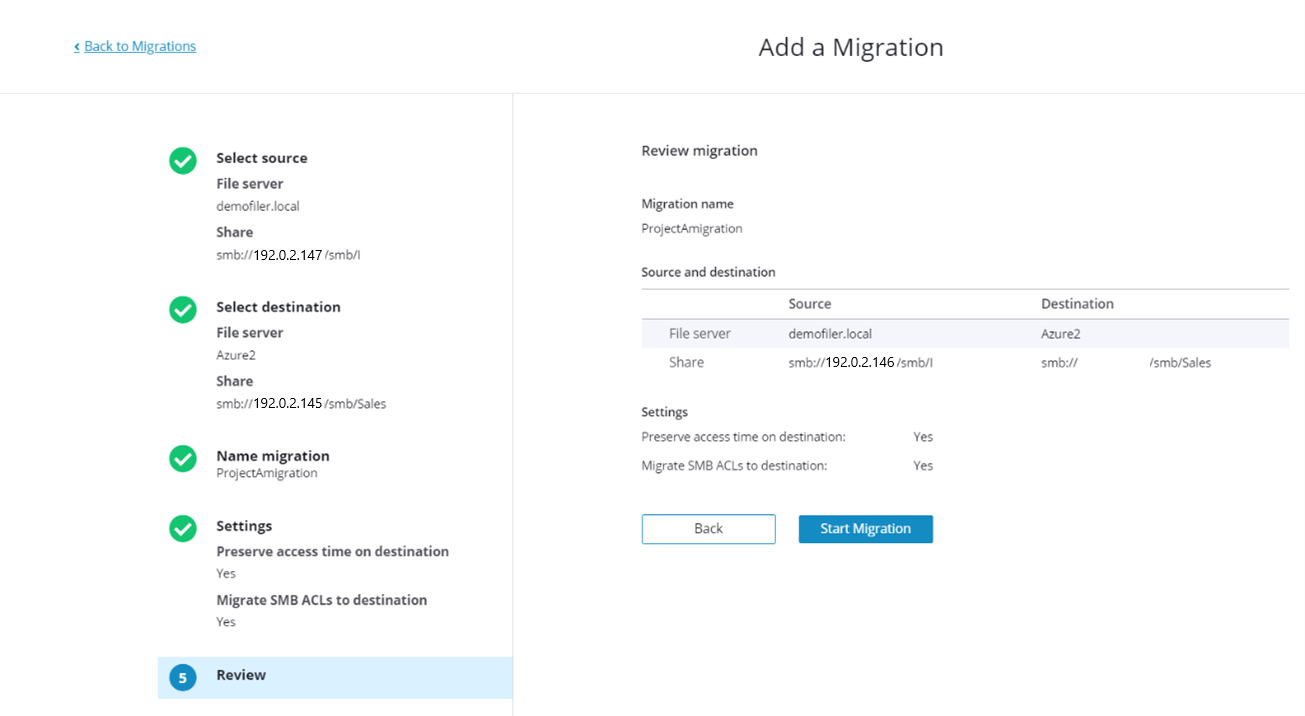 Back to Migrations
Add a Migration
Select source
File server
demofiler.local
Share
smb://192.0.2.147/smb/I
Select destination
File server
Azure2
Share
smb://192.0.2.145/smb/Sales
Name migration
ProjectAmigration
Settings
Preserve access time on destination
Yes
Migrate SMB ACLs to destination
Yes
5 Review
Review migration
Migration name
ProjectAmigration
Source and destination
Source Destination
File server demofiler.local Azure2
Share smb://192.0.2.146/smb/I smb:// /smb/Sales
Settings
Preserve access time on destination: Yes
Migrate SMB ACLs to destination: Yes
Back Start Migration